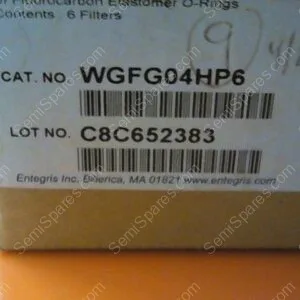 Fluorocarbon Elastomer O-Rings
Contents 6 Filters
9
CAT. NO. WGFG04HP6
LOT NO. C8C652383
Entegris Inc. Billerica, MA 01821 www.entegris.com
SemiSpares.com